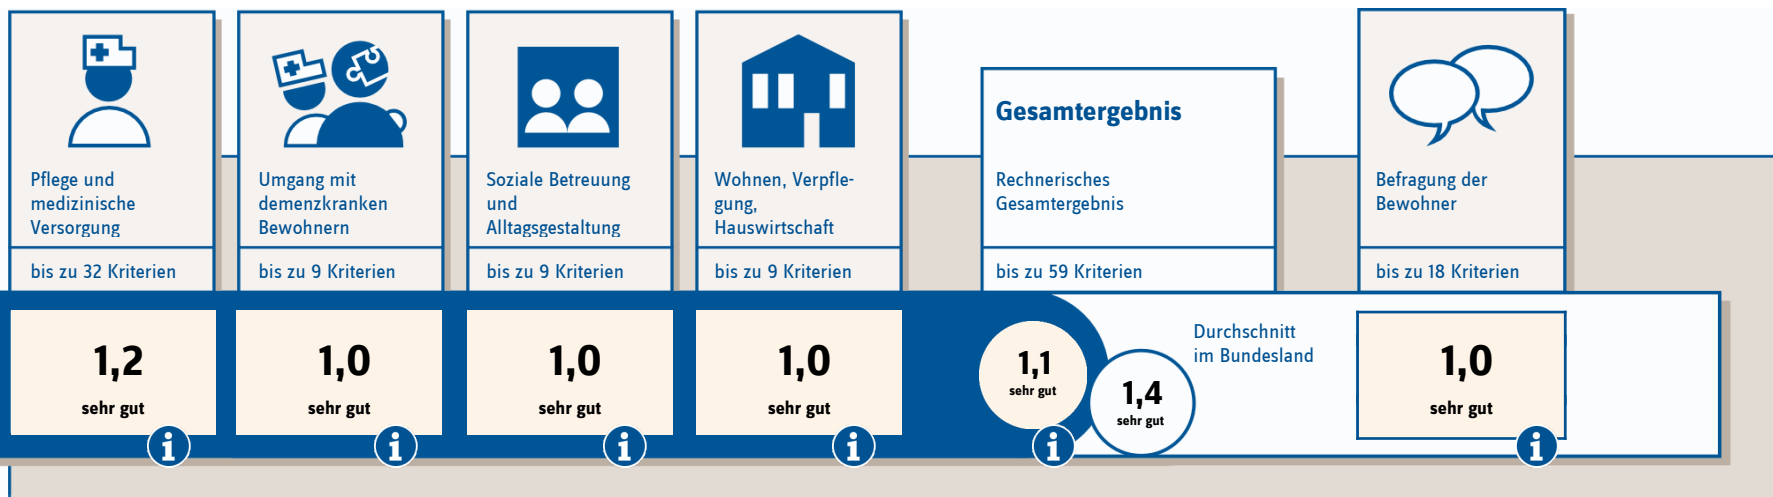 Pflege und
medizinische
Versorgung
bis zu 32 Kriterien
1,2
sehr gut
i
Umgang mit
demenzkranken
Bewohnern
bis zu 9 Kriterien
1,0
sehr gut
i
Soziale Betreuung
und
Alltagsgestaltung
bis zu 9 Kriterien
1,0
sehr gut
i
Wohnen, Verpfle-
gung,
Hauswirtschaft
bis zu 9 Kriterien
1,0
sehr gut
i
Gesamtergebnis
Rechnerisches
Gesamtergebnis
bis zu 59 Kriterien
1,1
sehr gut
i
Durchschnitt
im Bundesland
1,4
sehr gut
Befragung der
Bewohner
bis zu 18 Kriterien
1,0
sehr gut
i